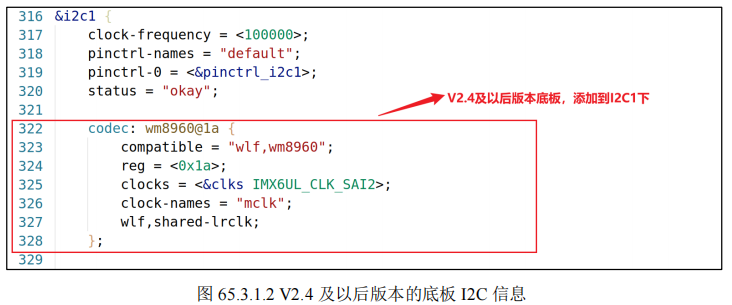 316 &i2c1 {
317     clock-frequency = <100000>;
318     pinctrl-names = "default";
319     pinctrl-0 = <&pinctrl_i2c1>;
320     status = "okay";
321
V2.4及以后版本底板，添加到I2C1下
322     codec: wm8960@1a {
323         compatible = "wlf,wm8960";
324         reg = <0x1a>;
325         clocks = <&clks IMX6UL_CLK_SAI2>;
326         clock-names = "mclk";
327         wlf,shared-lrclk;
328     };
329
图 65.3.1.2 V2.4 及以后版本的底板 I2C 信息